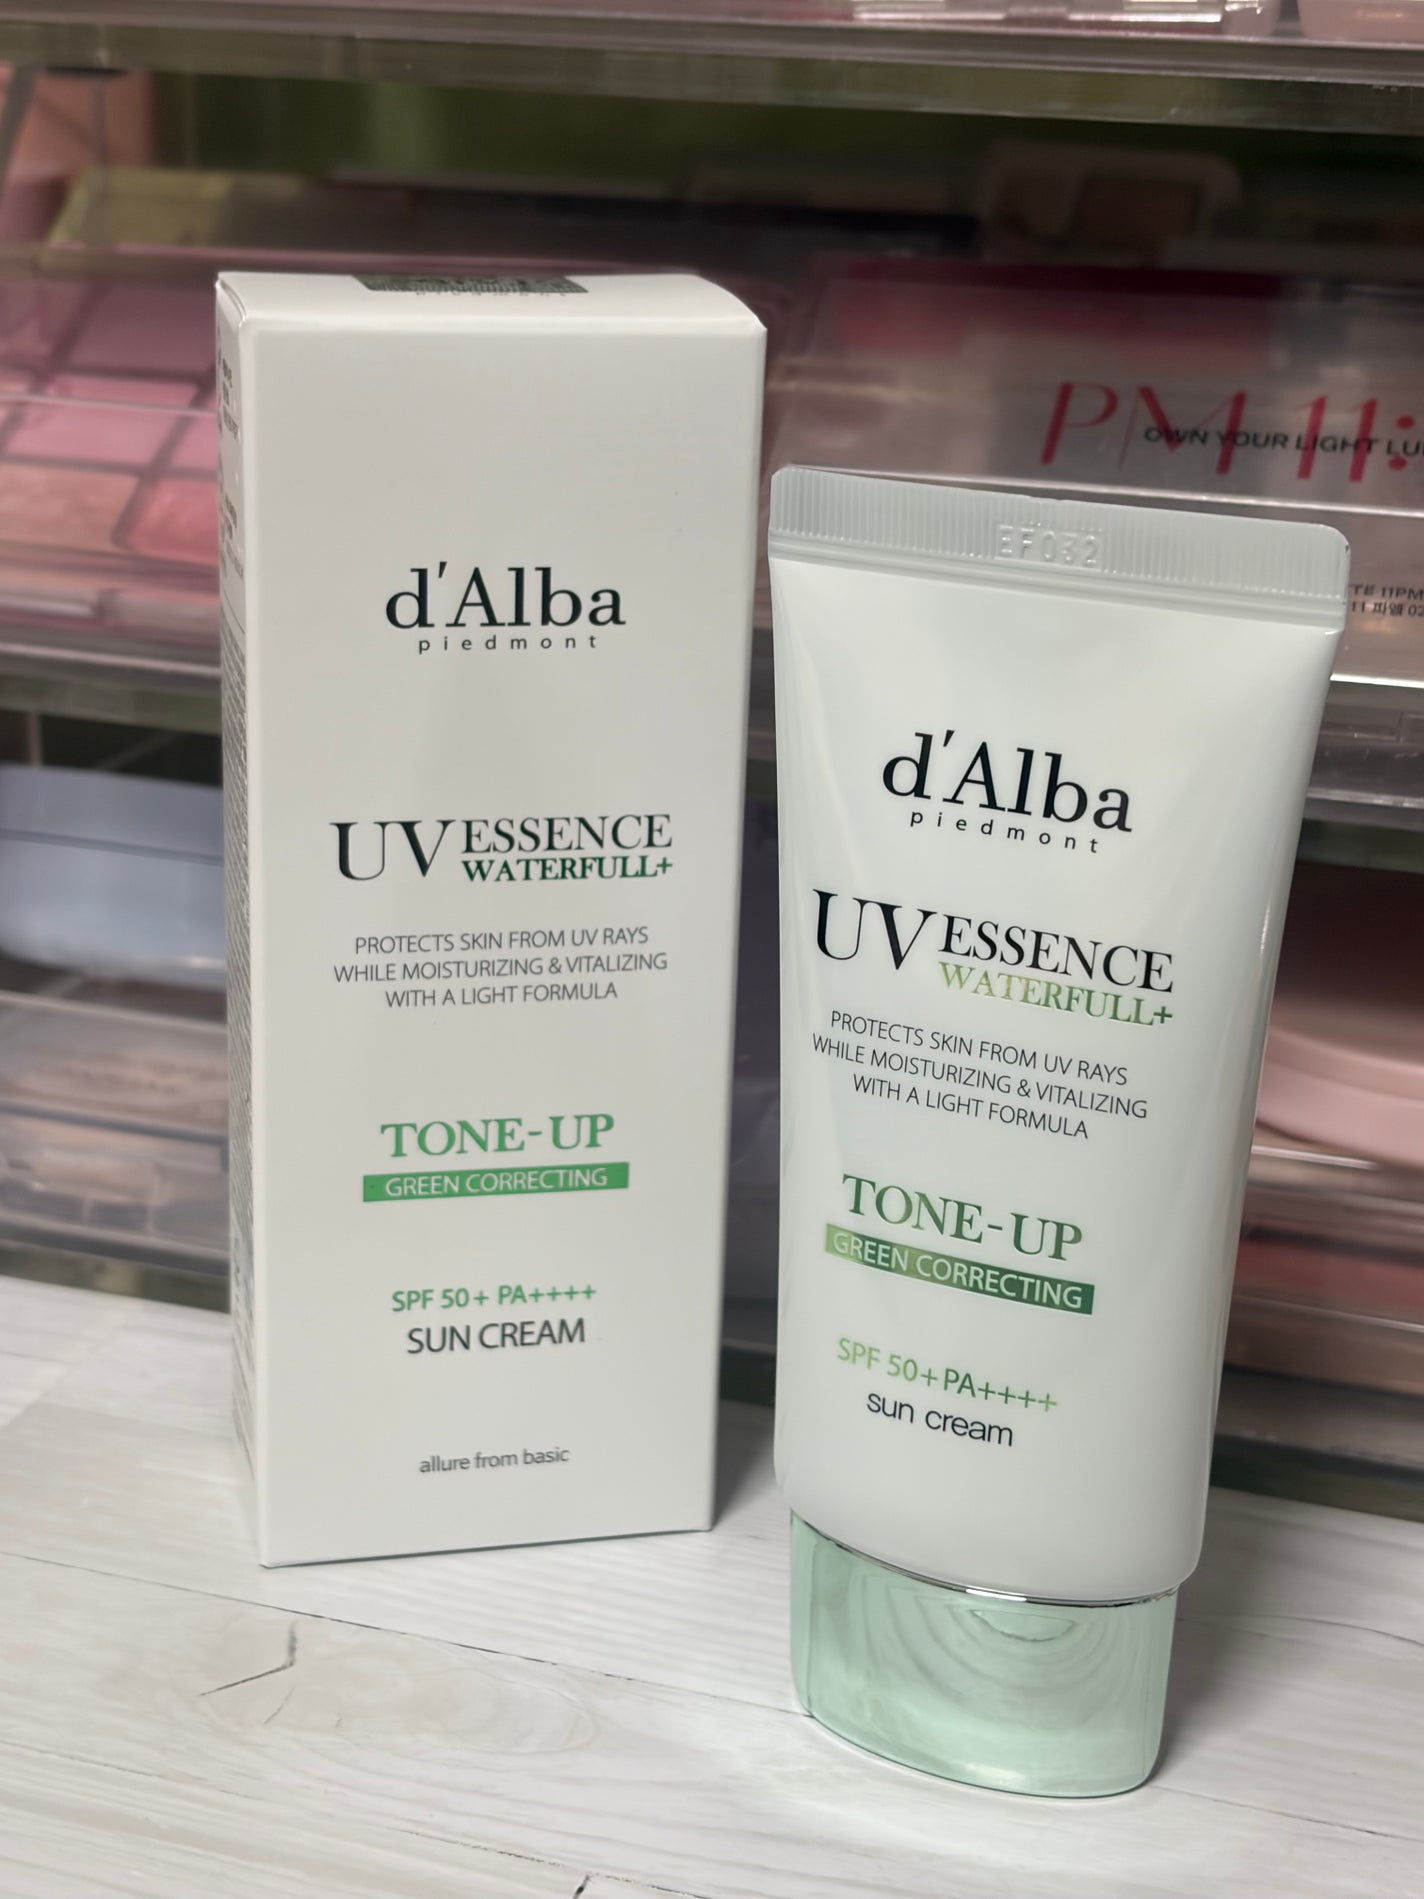 d'Alba
piedmont
UV ESSENCE
WATERFULL+
PROTECTS SKIN FROM UV RAYS
WHILE MOISTURIZING & VITALIZING
WITH A LIGHT FORMULA
TONE-UP
GREEN CORRECTING
SPF 50+ PA++++
SUN CREAM
allure from basic
EF032
d'Alba
piedmont
UV ESSENCE
WATERFULL+
PROTECTS SKIN FROM UV RAYS
WHILE MOISTURIZING & VITALIZING
WITH A LIGHT FORMULA
TONE-UP
GREEN CORRECTING
SPF 50+ PA++++
sun cream
PM 11:
OWN YOUR LIGHT